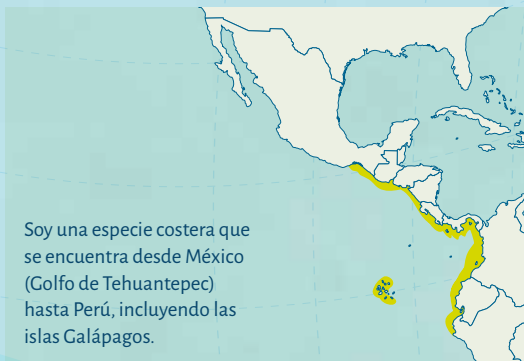 Soy una especie costera que
se encuentra desde México
(Golfo de Tehuantepec)
hasta Perú, incluyendo las
islas Galápagos.